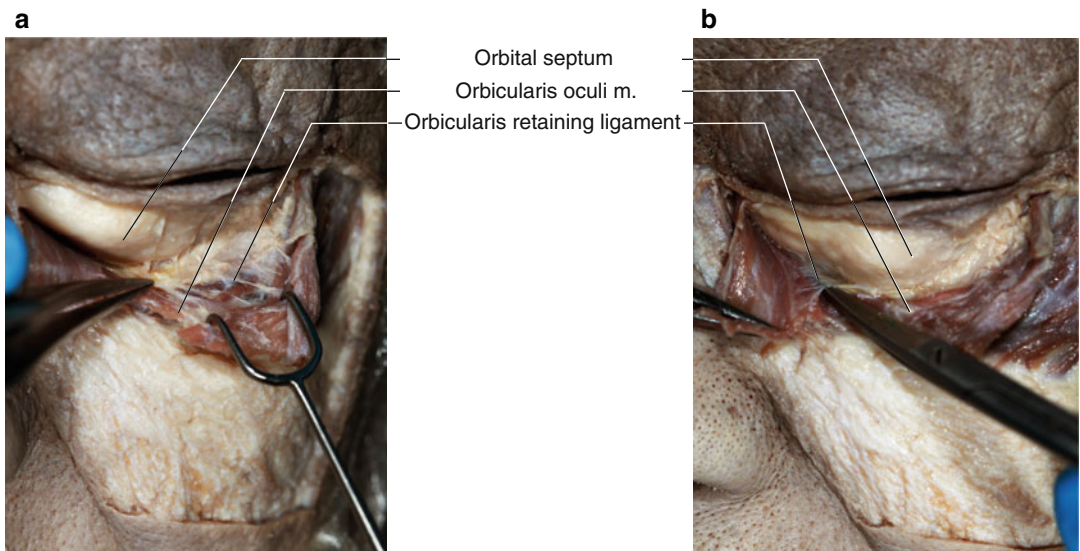 a
b
Orbital septum
Orbicularis oculi m.
Orbicularis retaining ligament